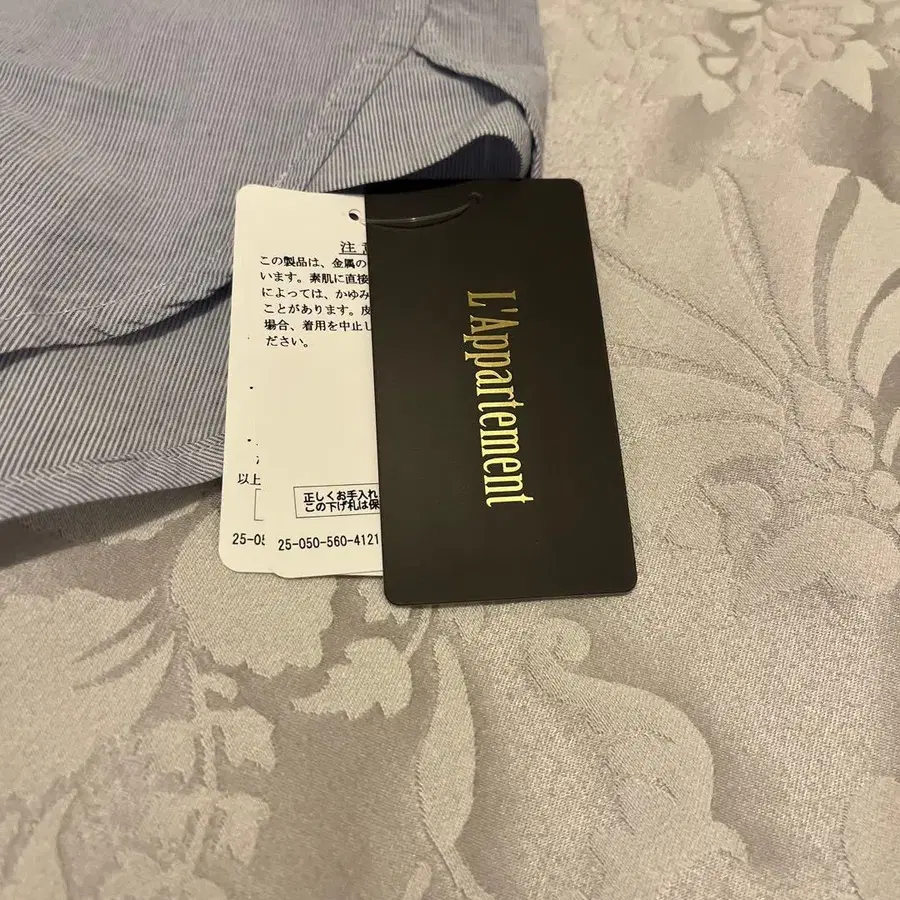 注
この製品は、金属の
います。素肌に直接
によっては、かゆみ
ことがあります。皮
場合、着用を中止し
ださい。
以上
正しくお手入れ
この下げ札は保
25-05
25-050-560-4121
L'Appartement